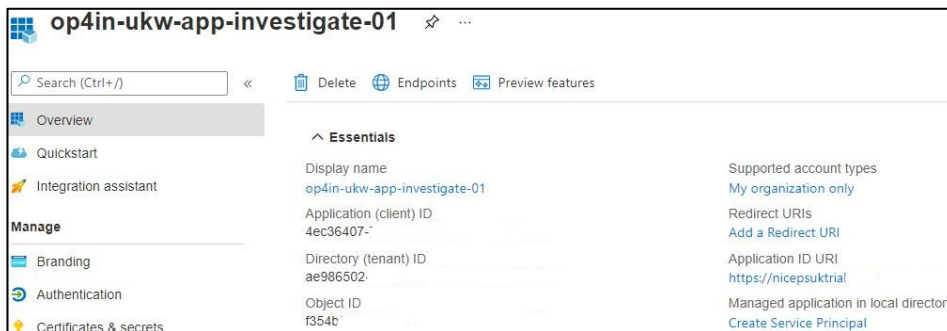 op4in-ukw-app-investigate-01 ...
Search (Ctrl+/) «
Overview
Quickstart
Integration assistant
Manage
Branding
Authentication
Certificates & secrets
Delete Endpoints Preview features
Essentials
Display name
op4in-ukw-app-investigate-01
Application (client) ID
4ec36407-
Directory (tenant) ID
ae986502-
Object ID
f354b
Supported account types
My organization only
Redirect URIs
Add a Redirect URI
Application ID URI
https://nicepsuktrial
Managed application in local director
Create Service Principal